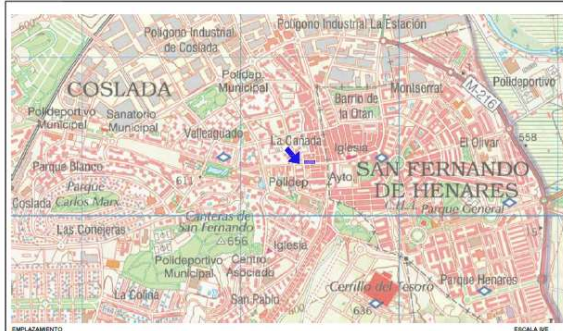 Polígono Industrial La Estación
Polígono Industrial
de Coslada
COSLADA
Polidep.
Municipal
Polideportivo
Municipal
Sanatorio
Municipal
Valleaguado
La Cañada
Barrio de
la Otan
Montserrat
M-216
Polideportivo
Iglesia
El Olivar
558
Parque Blanco
Parque
Carlos Marx
Coslada
611
Polidep
Ayto
SAN FERNANDO
DE HENARES
Parque General
Las Conejeras
Canteras de
San Fernando
656
Iglesia
Polideportivo
Municipal
Centro
Asociado
La Colina
San Pablo
Cerrillo del Tesoro
636
Parque Henares
EMPLAZAMIENTO
ESCALA S/E